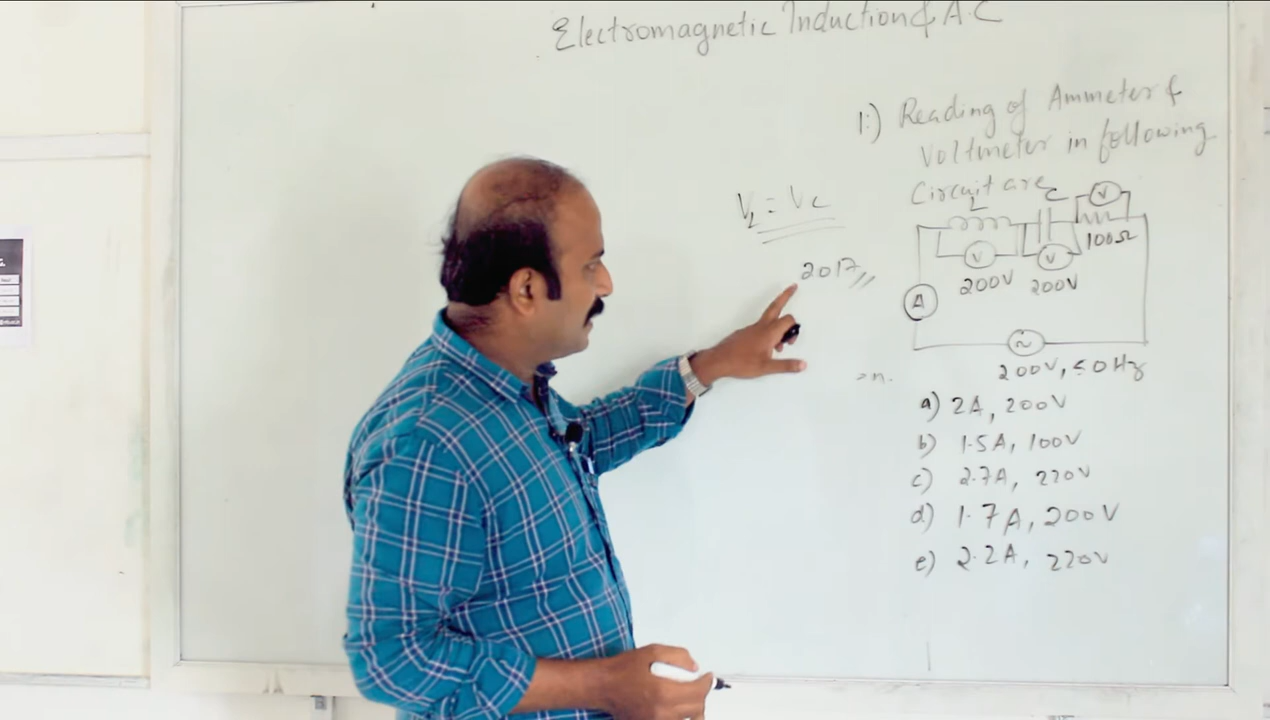 Electromagnetic Induction & A.C
1.) Reading of Ammeter &
Voltmeter in following
Circuit are
V_L = V_C
2017
L
C
V
100Ω
V
V
200V
200V
A
~
200V, 50Hz
a) 2A, 200V
b) 1.5A, 100V
c) 2.7A, 220V
d) 1.7A, 200V
e) 2.2A, 220V